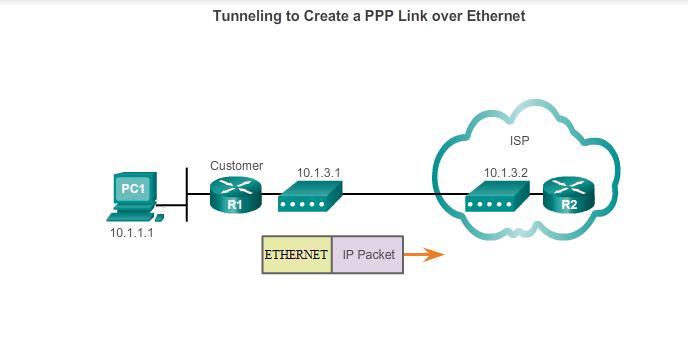 Tunneling to Create a PPP Link over Ethernet
ISP
Customer
10.1.3.1
10.1.3.2
PC1
R1
R2
10.1.1.1
ETHERNET
IP Packet